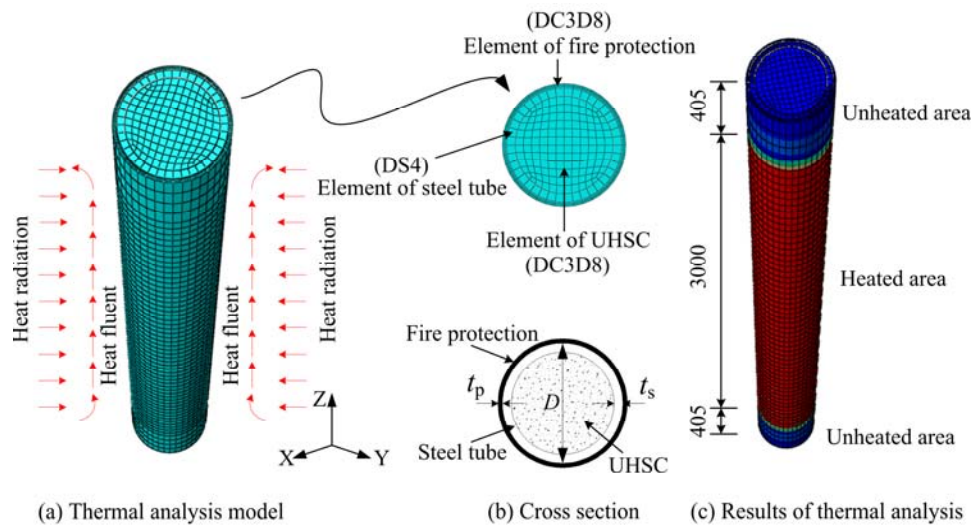 Heat radiation
Heat fluent
Heat fluent
Heat radiation
Z
X
Y
(a) Thermal analysis model
(DC3D8)
Element of fire protection
(DS4)
Element of steel tube
Element of UHSC
(DC3D8)
Fire protection
tp
D
ts
Steel tube
UHSC
(b) Cross section
405
Unheated area
3000
Heated area
405
Unheated area
(c) Results of thermal analysis